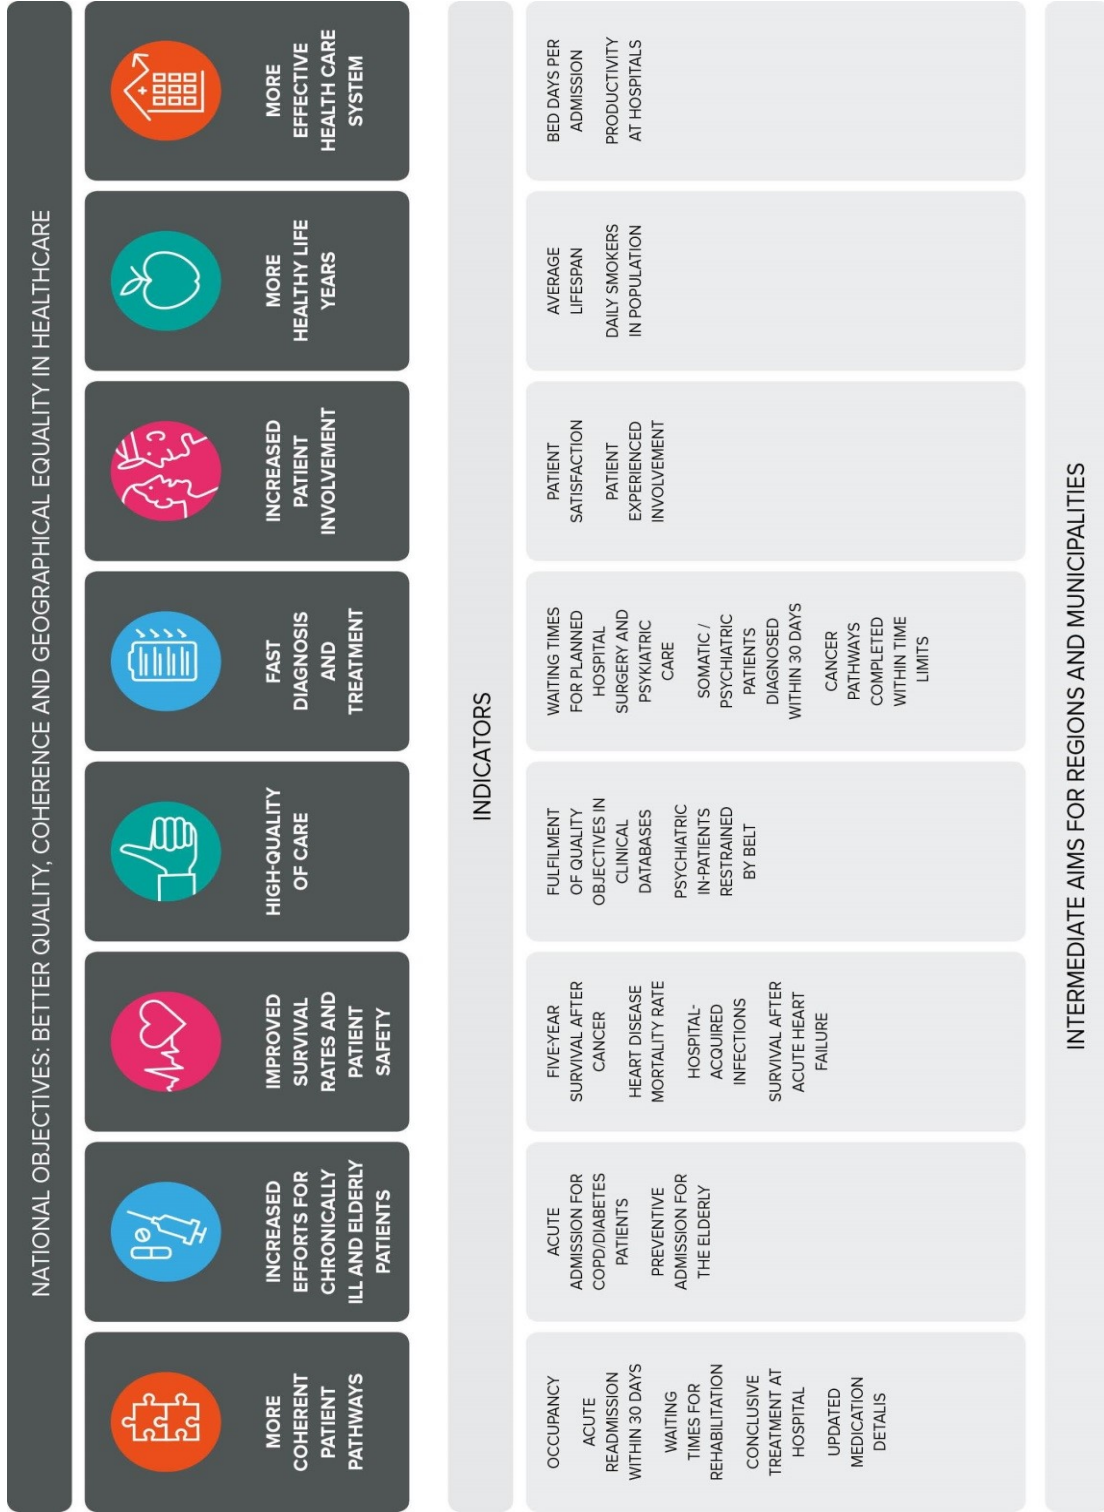 NATIONAL OBJECTIVES: BETTER QUALITY, COHERENCE AND GEOGRAPHICAL EQUALITY IN HEALTHCARE
MORE
COHERENT
PATIENT
PATHWAYS
INCREASED
EFFORTS FOR
CHRONICALLY
ILL AND ELDERLY
PATIENTS
IMPROVED
SURVIVAL
RATES AND
PATIENT
SAFETY
HIGH-QUALITY
OF CARE
FAST
DIAGNOSIS
AND
TREATMENT
INCREASED
PATIENT
INVOLVEMENT
MORE
HEALTHY LIFE
YEARS
MORE
EFFECTIVE
HEALTH CARE
SYSTEM
INDICATORS
OCCUPANCY
ACUTE
READMISSION
WITHIN 30 DAYS
WAITING
TIMES FOR
REHABILITATION
CONCLUSIVE
TREATMENT AT
HOSPITAL
UPDATED
MEDICATION
DETALIS
ACUTE
ADMISSION FOR
COPD/DIABETES
PATIENTS
PREVENTIVE
ADMISSION FOR
THE ELDERLY
FIVE-YEAR
SURVIVAL AFTER
CANCER
HEART DISEASE
MORTALITY RATE
HOSPITAL-
ACQUIRED
INFECTIONS
SURVIVAL AFTER
ACUTE HEART
FAILURE
FULFILMENT
OF QUALITY
OBJECTIVES IN
CLINICAL
DATABASES
PSYCHIATRIC
IN-PATIENTS
RESTRAINED
BY BELT
WAITING TIMES
FOR PLANNED
HOSPITAL
SURGERY AND
PSYKIATRIC
CARE
SOMATIC /
PSYCHIATRIC
PATIENTS
DIAGNOSED
WITHIN 30 DAYS
CANCER
PATHWAYS
COMPLETED
WITHIN TIME
LIMITS
PATIENT
SATISFACTION
PATIENT
EXPERIENCED
INVOLVEMENT
AVERAGE
LIFESPAN
DAILY SMOKERS
IN POPULATION
BED DAYS PER
ADMISSION
PRODUCTIVITY
AT HOSPITALS
INTERMEDIATE AIMS FOR REGIONS AND MUNICIPALITIES